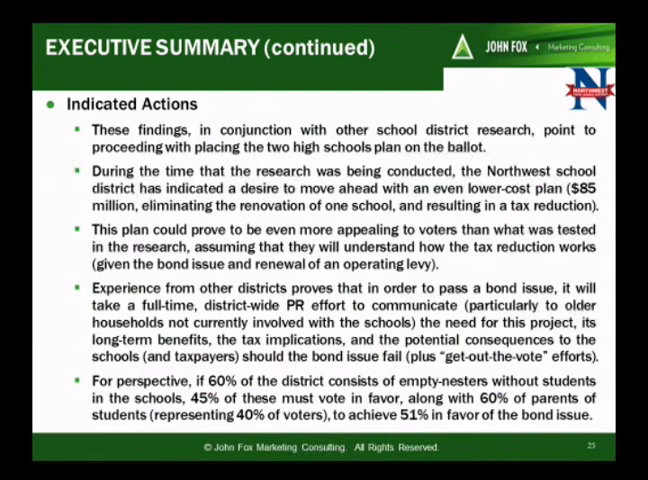 EXECUTIVE SUMMARY (continued)
JOHN FOX Marketing Consulting
N
NORTHWEST
Indicated Actions
These findings, in conjunction with other school district research, point to
proceeding with placing the two high schools plan on the ballot.
During the time that the research was being conducted, the Northwest school
district has indicated a desire to move ahead with an even lower-cost plan ($85
million, eliminating the renovation of one school, and resulting in a tax reduction).
This plan could prove to be even more appealing to voters than what was tested
in the research, assuming that they will understand how the tax reduction works
(given the bond issue and renewal of an operating levy).
Experience from other districts proves that in order to pass a bond issue, it will
take a full-time, district-wide PR effort to communicate (particularly to older
households not currently involved with the schools) the need for this project, its
long-term benefits, the tax implications, and the potential consequences to the
schools (and taxpayers) should the bond issue fail (plus “get-out-the-vote” efforts).
For perspective, if 60% of the district consists of empty-nesters without students
in the schools, 45% of these must vote in favor, along with 60% of parents of
students (representing 40% of voters), to achieve 51% in favor of the bond issue.
© John Fox Marketing Consulting. All Rights Reserved.
25